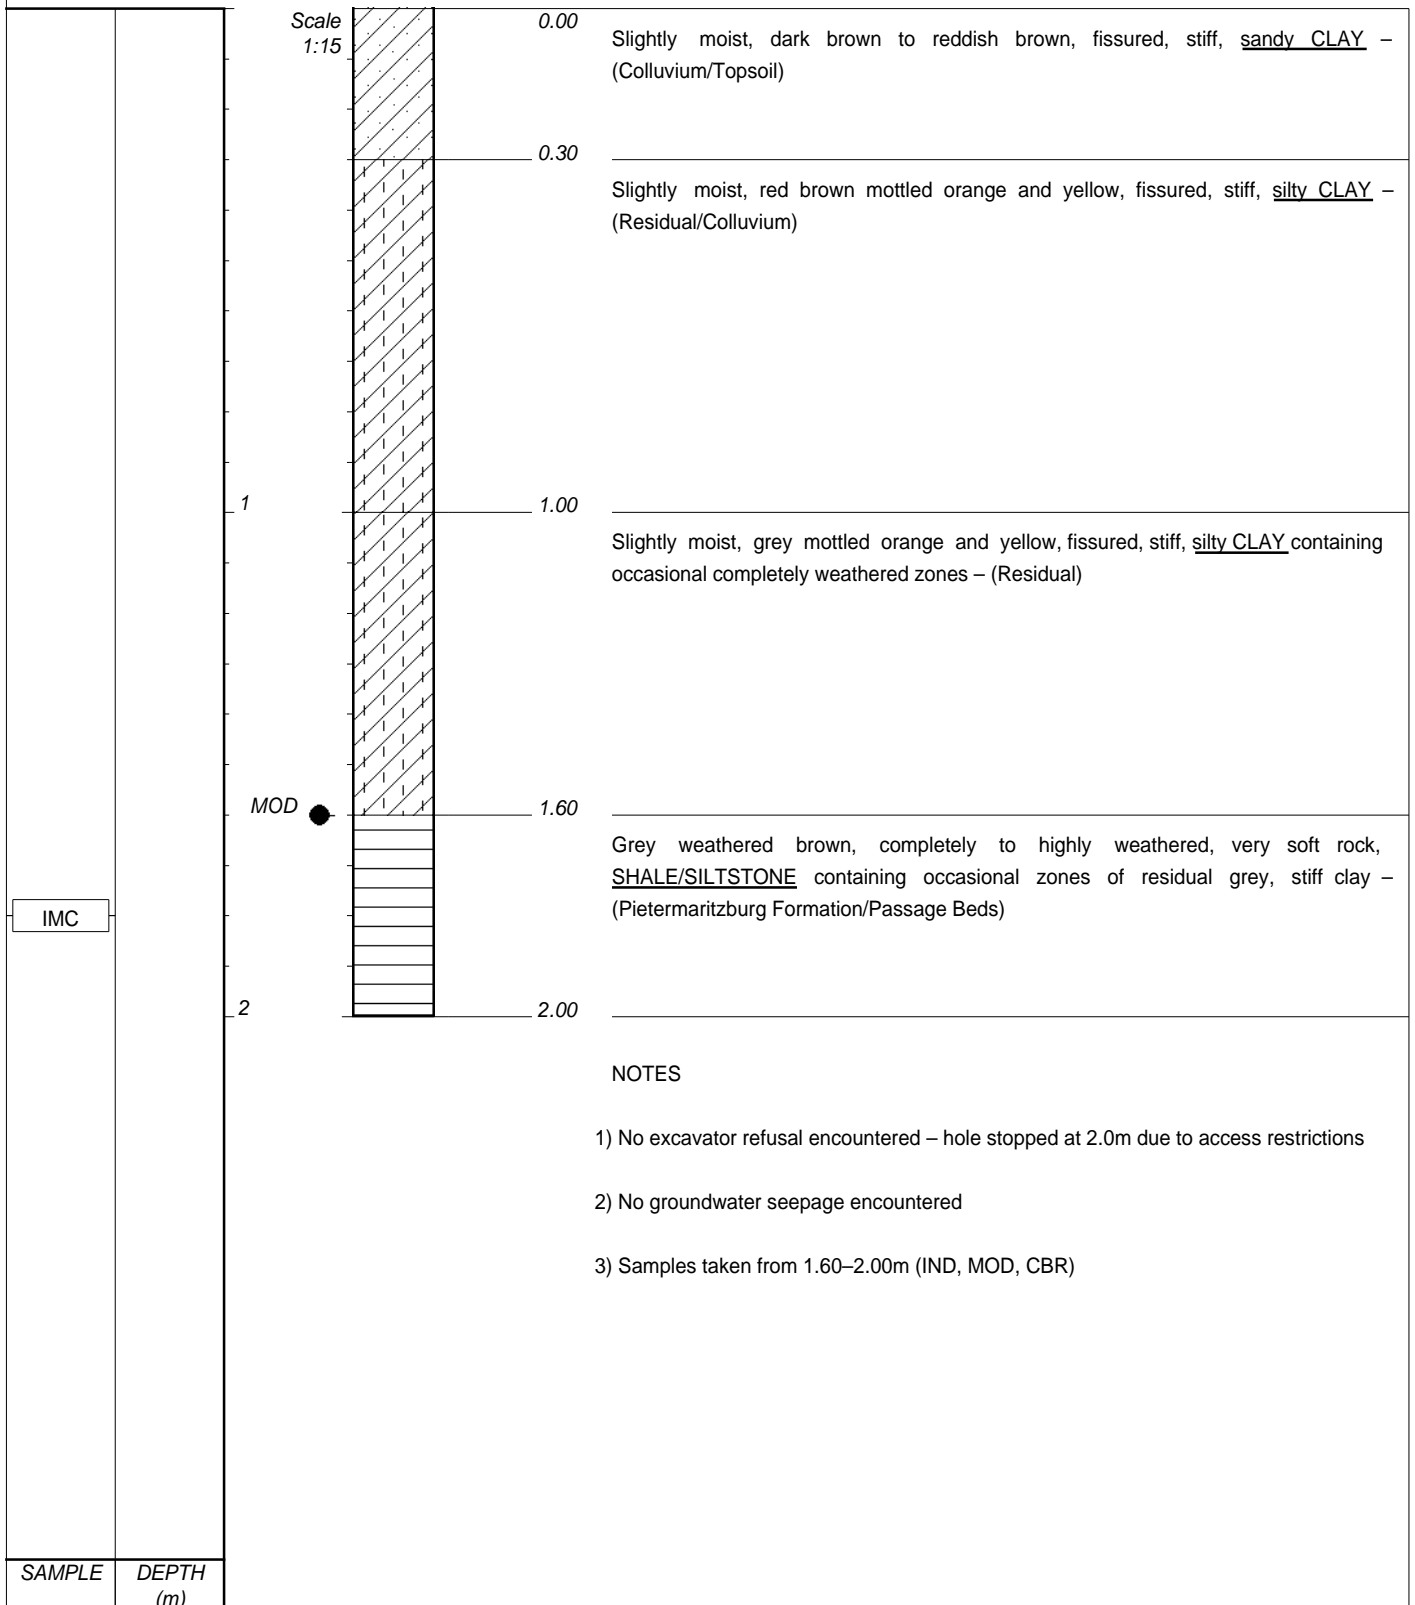 Scale
1:15
0.00
Slightly moist, dark brown to reddish brown, fissured, stiff, sandy CLAY –
(Colluvium/Topsoil)
0.30
Slightly moist, red brown mottled orange and yellow, fissured, stiff, silty CLAY –
(Residual/Colluvium)
1
1.00
Slightly moist, grey mottled orange and yellow, fissured, stiff, silty CLAY containing
occasional completely weathered zones – (Residual)
MOD
1.60
Grey weathered brown, completely to highly weathered, very soft rock,
SHALE/SILTSTONE containing occasional zones of residual grey, stiff clay –
(Pietermaritzburg Formation/Passage Beds)
IMC
2
2.00
NOTES
1) No excavator refusal encountered – hole stopped at 2.0m due to access restrictions
2) No groundwater seepage encountered
3) Samples taken from 1.60–2.00m (IND, MOD, CBR)
SAMPLE
DEPTH
(m)